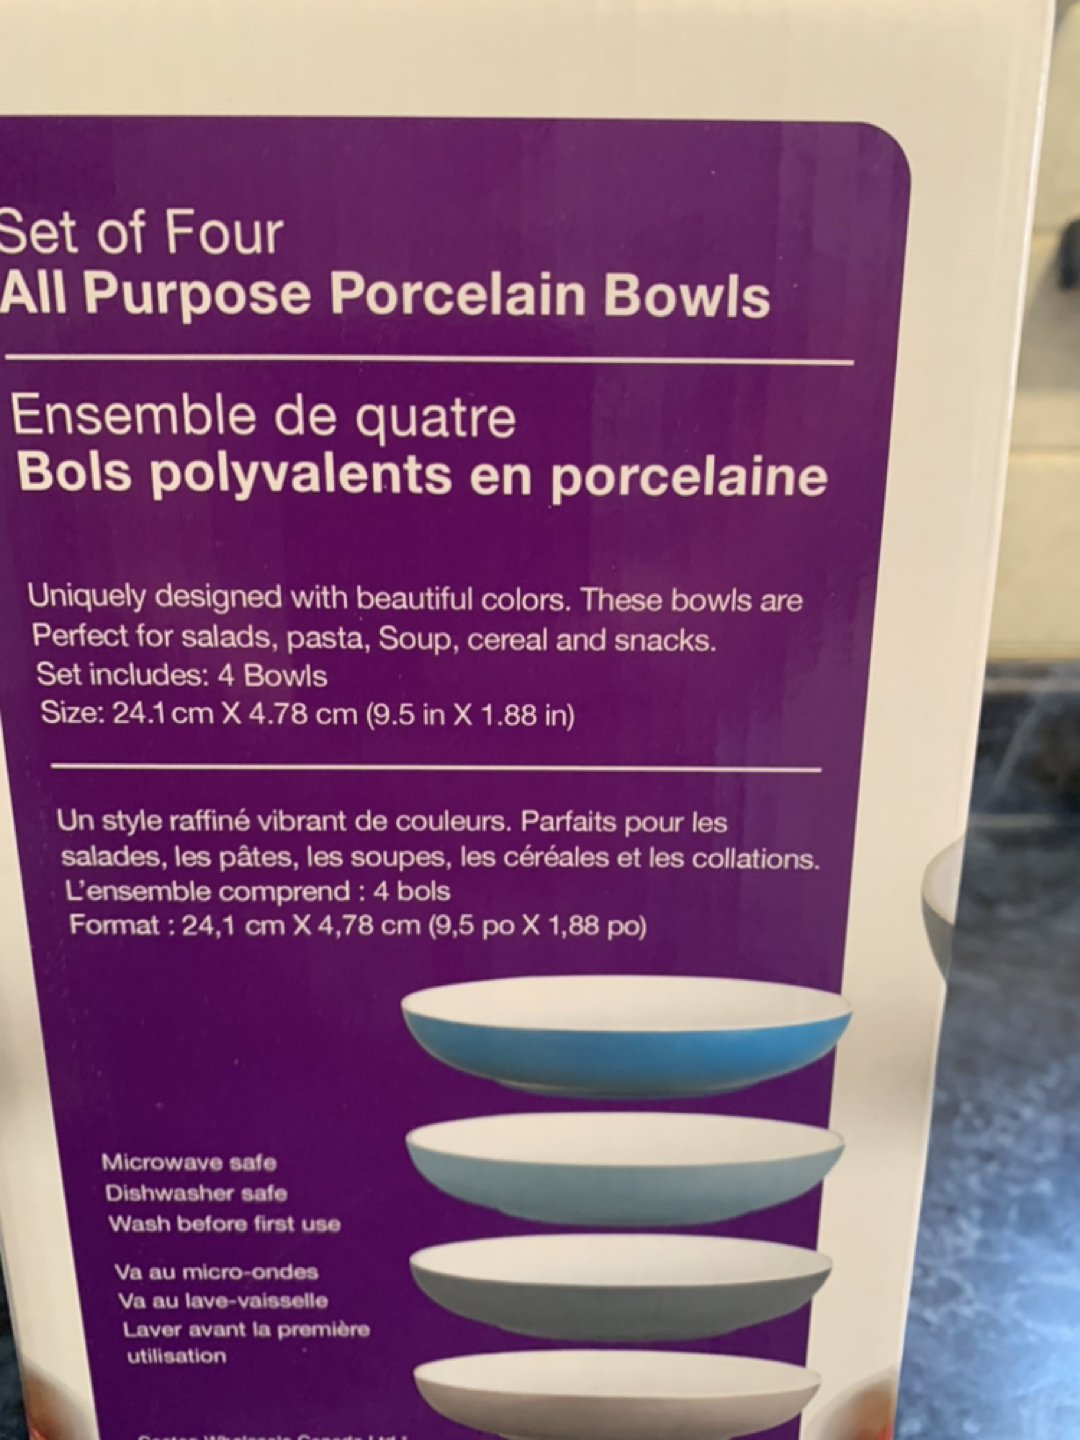 Set of Four
All Purpose Porcelain Bowls
Ensemble de quatre
Bols polyvalents en porcelaine
Uniquely designed with beautiful colors. These bowls are
Perfect for salads, pasta, Soup, cereal and snacks.
Set includes: 4 Bowls
Size: 24.1 cm X 4.78 cm (9.5 in X 1.88 in)
Un style raffiné vibrant de couleurs. Parfaits pour les
salades, les pâtes, les soupes, les céréales et les collations.
L'ensemble comprend : 4 bols
Format : 24,1 cm X 4,78 cm (9,5 po X 1,88 po)
Microwave safe
Dishwasher safe
Wash before first use
Va au micro-ondes
Va au lave-vaisselle
Laver avant la première
utilisation